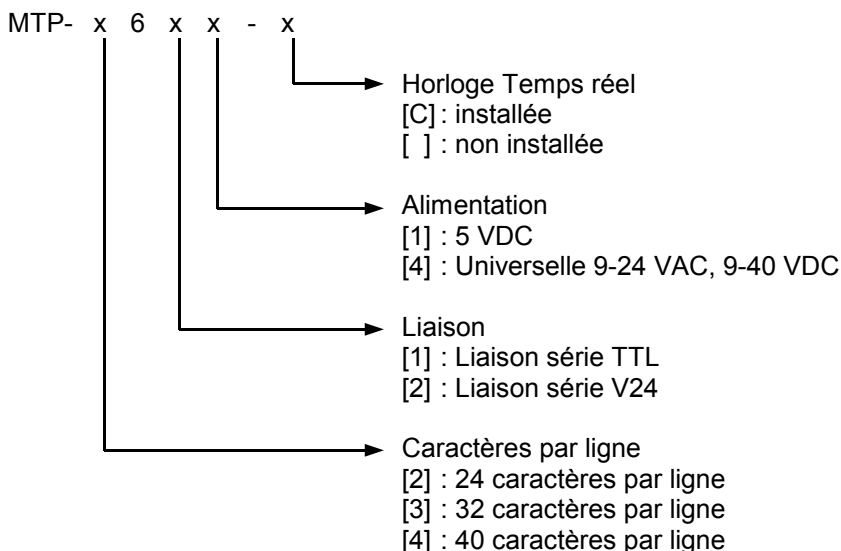 MTP- x 6 x x - x
Horloge Temps réel
[C] : installée
[ ] : non installée
Alimentation
[1] : 5 VDC
[4] : Universelle 9-24 VAC, 9-40 VDC
Liaison
[1] : Liaison série TTL
[2] : Liaison série V24
Caractères par ligne
[2] : 24 caractères par ligne
[3] : 32 caractères par ligne
[4] : 40 caractères par ligne